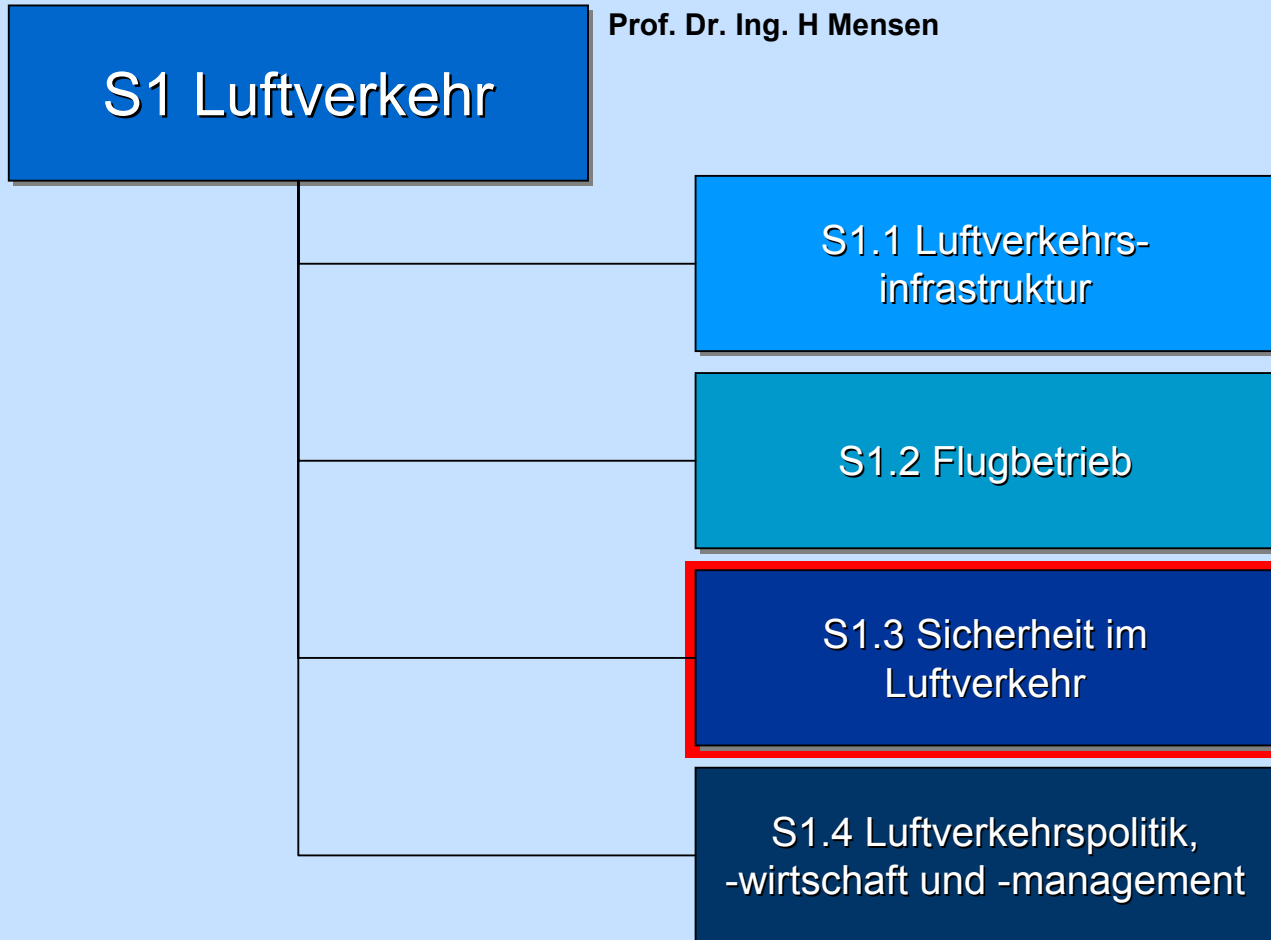 Prof. Dr. Ing. H Mensen
S1 Luftverkehr
S1.1 Luftverkehrs-
infrastruktur
S1.2 Flugbetrieb
S1.3 Sicherheit im
Luftverkehr
S1.4 Luftverkehrspolitik,
-wirtschaft und -management